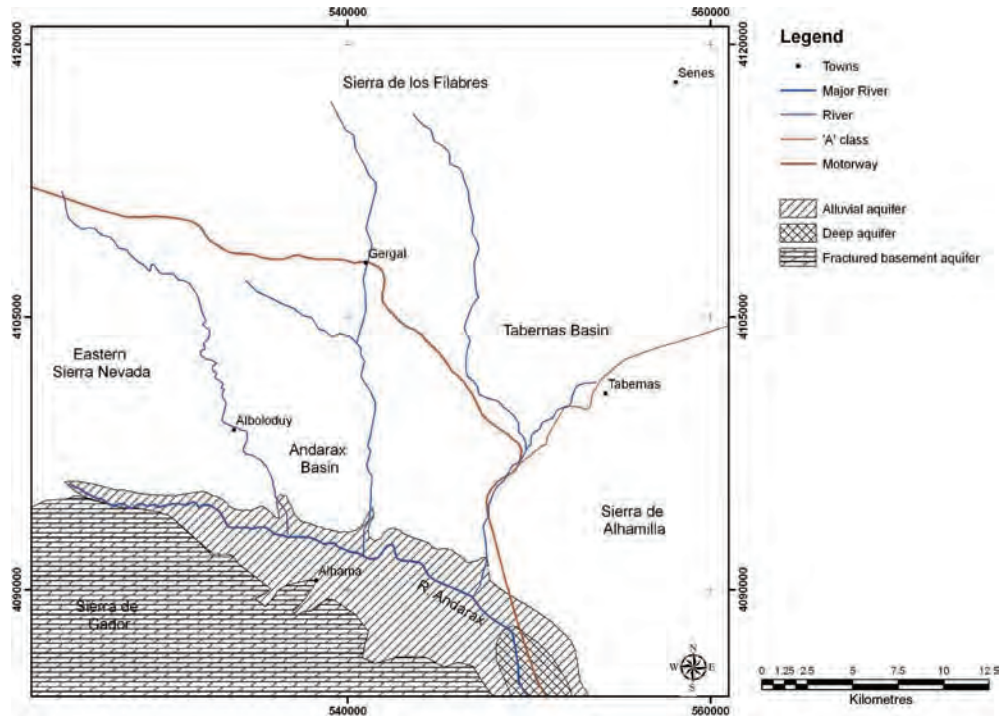 540000
560000
4120000
4120000
Legend
Senes
Towns
Sierra de los Filabres
Major River
River
'A' class
Motorway
Alluvial aquifer
Deep aquifer
Gergal
Fractured basement aquifer
4105000
4105000
Tabernas Basin
Eastern
Sierra Nevada
Tabernas
Alboloduy
Andarax
Basin
Sierra de
Alhamilla
Alhama
4090000
4090000
R. Andarax
Sierra de
Gador
N
W
E
S
0 1.25 2.5 5 7.5 10 12.5
Kilometres
540000
560000